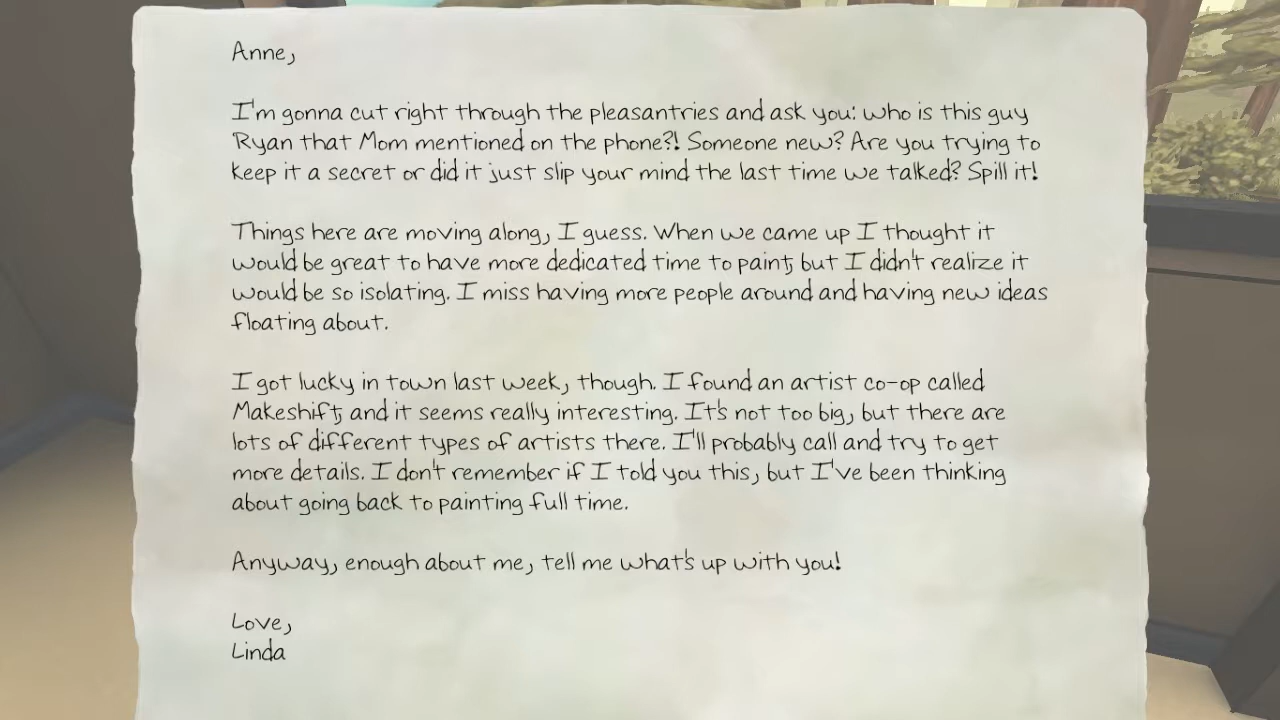 Anne,
I'm gonna cut right through the pleasantries and ask you: who is this guy
Ryan that Mom mentioned on the phone?! Someone new? Are you trying to
keep it a secret or did it just slip your mind the last time we talked? Spill it!
Things here are moving along, I guess. When we came up I thought it
would be great to have more dedicated time to paint, but I didn't realize it
would be so isolating. I miss having more people around and having new ideas
floating about.
I got lucky in town last week, though. I found an artist co-op called
Makeshift, and it seems really interesting. It's not too big, but there are
lots of different types of artists there. I'll probably call and try to get
more details. I don't remember if I told you this, but I've been thinking
about going back to painting full time.
Anyway, enough about me, tell me what's up with you!
Love,
Linda